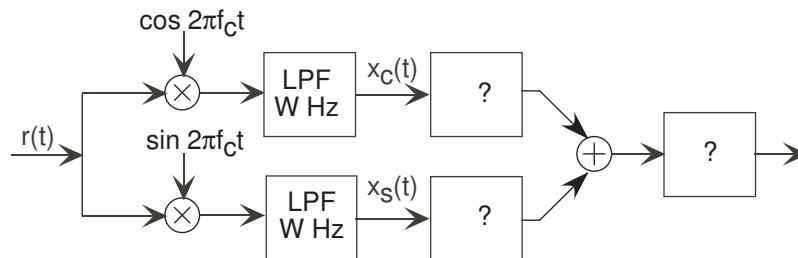 cos 2πfct
LPF
W Hz
xc(t)
?
r(t)
sin 2πfct
?
LPF
W Hz
xs(t)
?